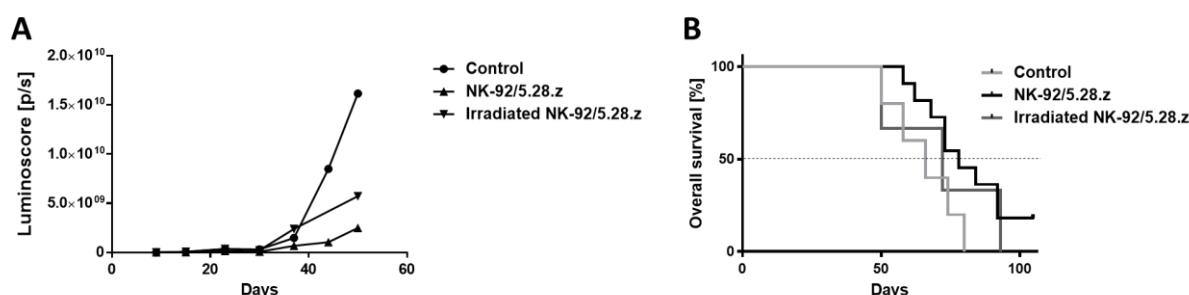 A
Luminoscore [p/s]
2.0×10¹⁰
1.5×10¹⁰
1.0×10¹⁰
5.0×10⁰⁹
0
0 20 40 60
Days
Control
NK-92/5.28.z
Irradiated NK-92/5.28.z
B
Overall survival [%]
100
50
0
0 50 100
Days
Control
NK-92/5.28.z
Irradiated NK-92/5.28.z